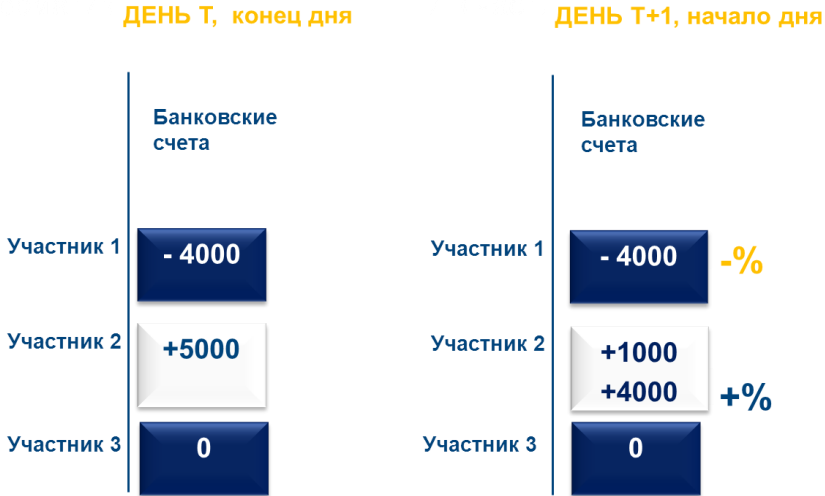 ДЕНЬ Т, конец дня
Банковские
счета
Участник 1
- 4000
Участник 2
+5000
Участник 3
0
ДЕНЬ Т+1, начало дня
Банковские
счета
Участник 1
- 4000
-%
Участник 2
+1000
+4000
+%
Участник 3
0